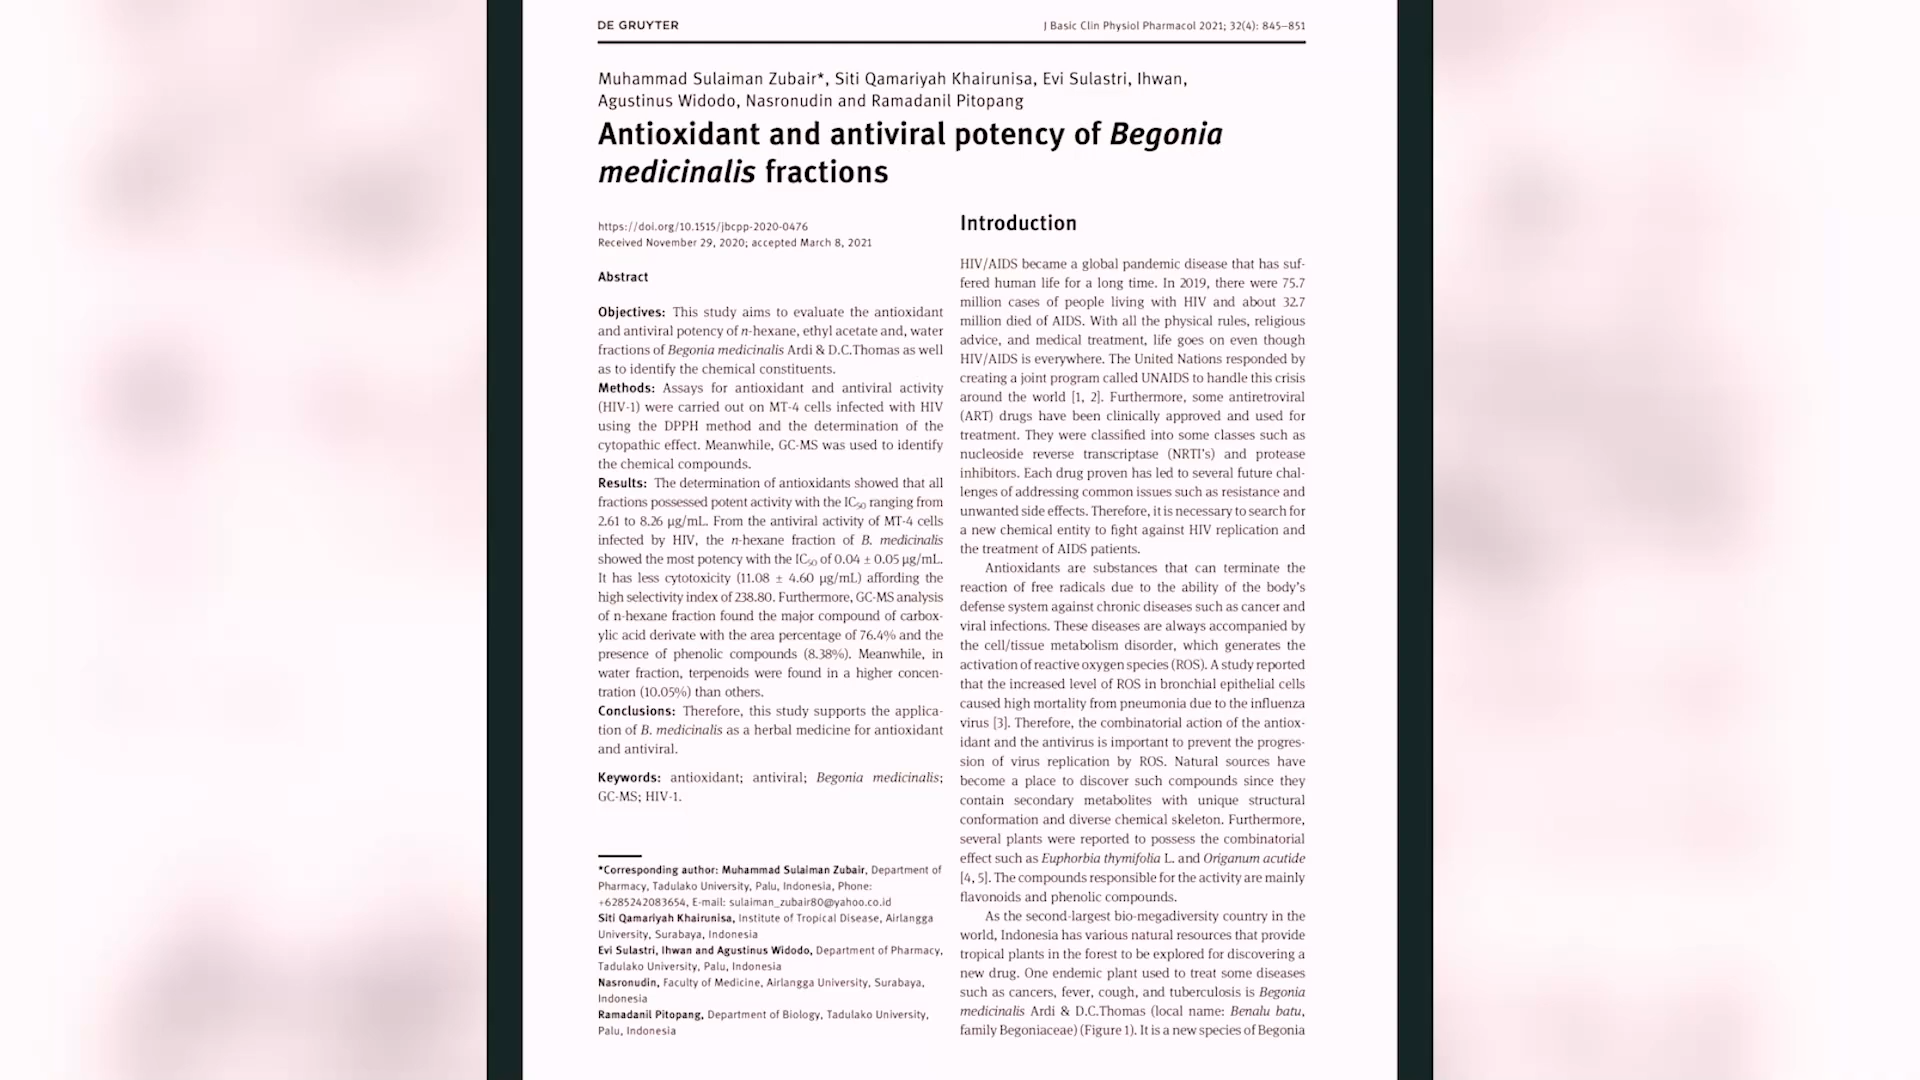 DE GRUYTER
J Basic Clin Physiol Pharmacol 2021; 32(4): 845–851
Muhammad Sulaiman Zubair*, Siti Qamariyah Khairunisa, Evi Sulastri, Ihwan,
Agustinus Widodo, Nasronudin and Ramadanil Pitopang
Antioxidant and antiviral potency of Begonia
medicinalis fractions
https://doi.org/10.1515/jbcpp-2020-0476
Received November 29, 2020; accepted March 8, 2021
Abstract
Objectives: This study aims to evaluate the antioxidant
and antiviral potency of n-hexane, ethyl acetate and, water
fractions of Begonia medicinalis Ardi & D.C.Thomas as well
as to identify the chemical constituents.
Methods: Assays for antioxidant and antiviral activity
(HIV-1) were carried out on MT-4 cells infected with HIV
using the DPPH method and the determination of the
cytopathic effect. Meanwhile, GC-MS was used to identify
the chemical compounds.
Results: The determination of antioxidants showed that all
fractions possessed potent activity with the IC50 ranging from
2.61 to 8.26 µg/mL. From the antiviral activity of MT-4 cells
infected by HIV, the n-hexane fraction of B. medicinalis
showed the most potency with the IC50 of 0.04 ± 0.05 µg/mL.
It has less cytotoxicity (11.08 ± 4.60 µg/mL) affording the
high selectivity index of 238.80. Furthermore, GC-MS analysis
of n-hexane fraction found the major compound of carbox-
ylic acid derivate with the area percentage of 76.4% and the
presence of phenolic compounds (8.38%). Meanwhile, in
water fraction, terpenoids were found in a higher concen-
tration (10.05%) than others.
Conclusions: Therefore, this study supports the applica-
tion of B. medicinalis as a herbal medicine for antioxidant
and antiviral.
Keywords: antioxidant; antiviral; Begonia medicinalis;
GC-MS; HIV-1.
*Corresponding author: Muhammad Sulaiman Zubair, Department of
Pharmacy, Tadulako University, Palu, Indonesia, Phone:
+6285242083654, E-mail: sulaiman_zubair80@yahoo.co.id
Siti Qamariyah Khairunisa, Institute of Tropical Disease, Airlangga
University, Surabaya, Indonesia
Evi Sulastri, Ihwan and Agustinus Widodo, Department of Pharmacy,
Tadulako University, Palu, Indonesia
Nasronudin, Faculty of Medicine, Airlangga University, Surabaya,
Indonesia
Ramadanil Pitopang, Department of Biology, Tadulako University,
Palu, Indonesia
Introduction
HIV/AIDS became a global pandemic disease that has suf-
fered human life for a long time. In 2019, there were 75.7
million cases of people living with HIV and about 32.7
million died of AIDS. With all the physical rules, religious
advice, and medical treatment, life goes on even though
HIV/AIDS is everywhere. The United Nations responded by
creating a joint program called UNAIDS to handle this crisis
around the world [1, 2]. Furthermore, some antiretroviral
(ART) drugs have been clinically approved and used for
treatment. They were classified into some classes such as
nucleoside reverse transcriptase (NRTI's) and protease
inhibitors. Each drug proven has led to several future chal-
lenges of addressing common issues such as resistance and
unwanted side effects. Therefore, it is necessary to search for
a new chemical entity to fight against HIV replication and
the treatment of AIDS patients.
Antioxidants are substances that can terminate the
reaction of free radicals due to the ability of the body's
defense system against chronic diseases such as cancer and
viral infections. These diseases are always accompanied by
the cell/tissue metabolism disorder, which generates the
activation of reactive oxygen species (ROS). A study reported
that the increased level of ROS in bronchial epithelial cells
caused high mortality from pneumonia due to the influenza
virus [3]. Therefore, the combinatorial action of the antiox-
idant and the antivirus is important to prevent the progres-
sion of virus replication by ROS. Natural sources have
become a place to discover such compounds since they
contain secondary metabolites with unique structural
conformation and diverse chemical skeleton. Furthermore,
several plants were reported to possess the combinatorial
effect such as Euphorbia thymifolia L. and Origanum acutide
[4, 5]. The compounds responsible for the activity are mainly
flavonoids and phenolic compounds.
As the second-largest bio-megadiversity country in the
world, Indonesia has various natural resources that provide
tropical plants in the forest to be explored for discovering a
new drug. One endemic plant used to treat some diseases
such as cancers, fever, cough, and tuberculosis is Begonia
medicinalis Ardi & D.C.Thomas (local name: Benalu batu,
family Begoniaceae) (Figure 1). It is a new species of Begonia